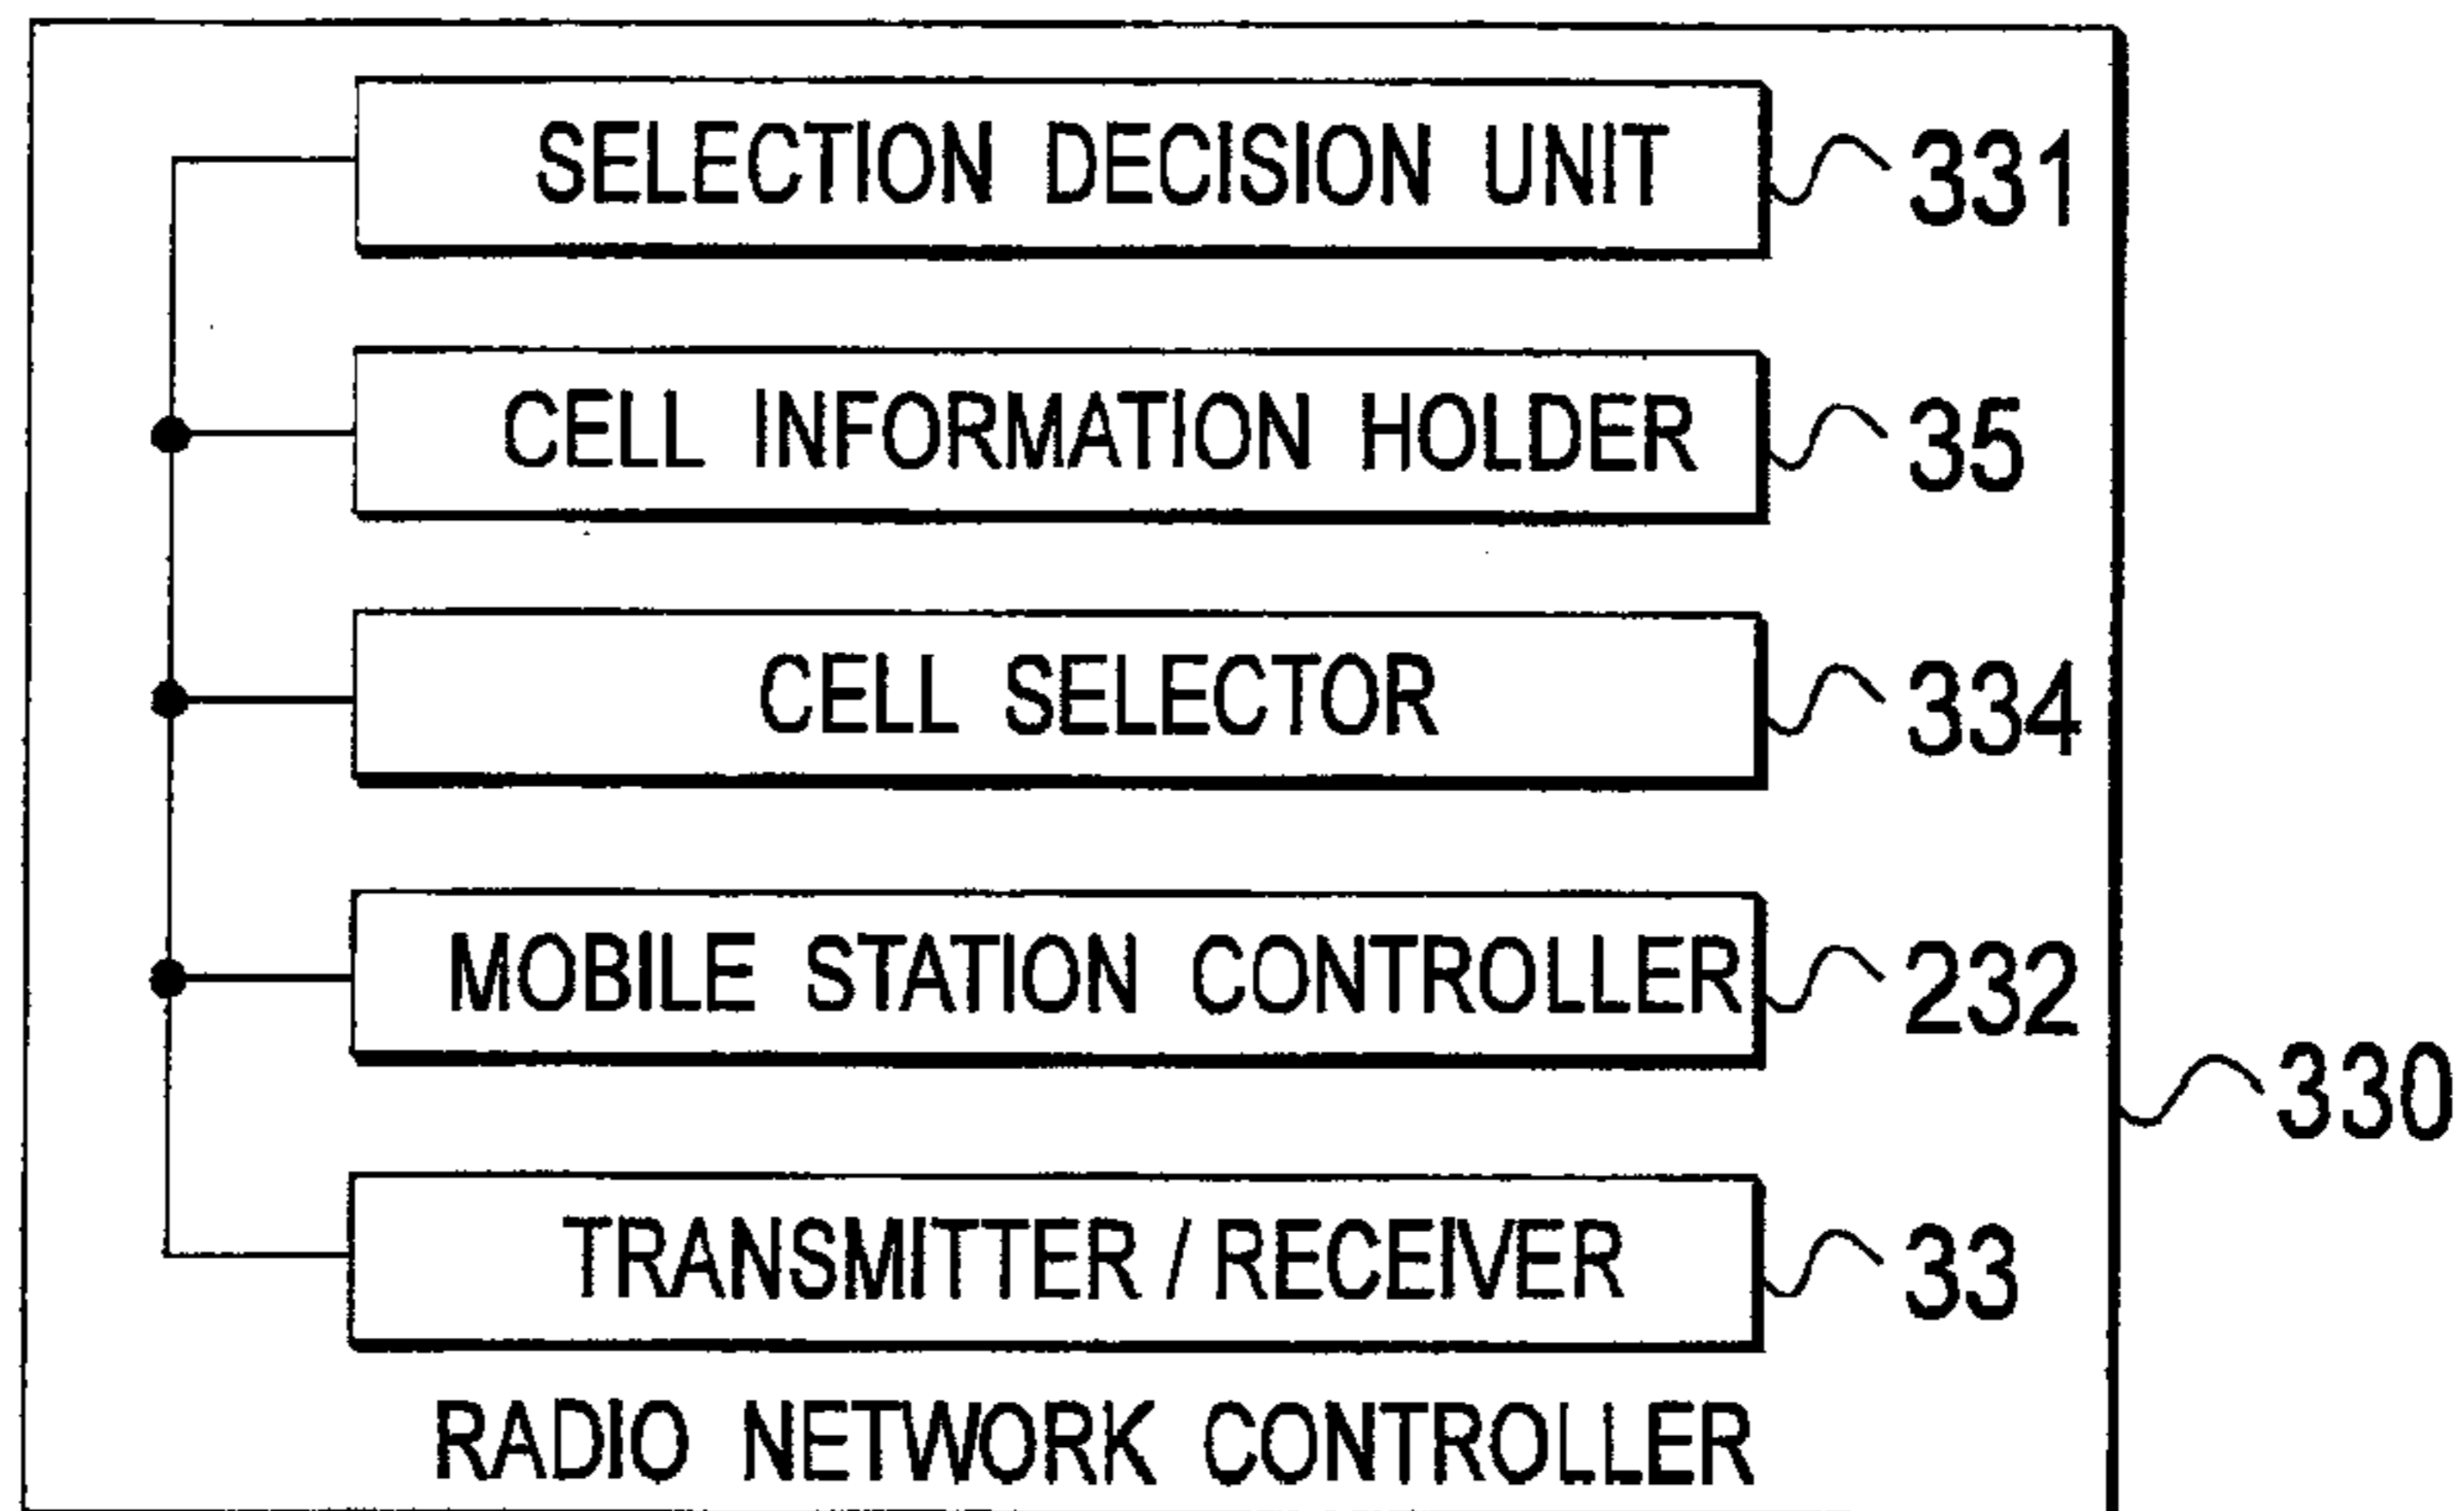 SELECTION DECISION UNIT 331
CELL INFORMATION HOLDER 35
CELL SELECTOR 334
MOBILE STATION CONTROLLER 232
330
TRANSMITTER / RECEIVER 33
RADIO NETWORK CONTROLLER